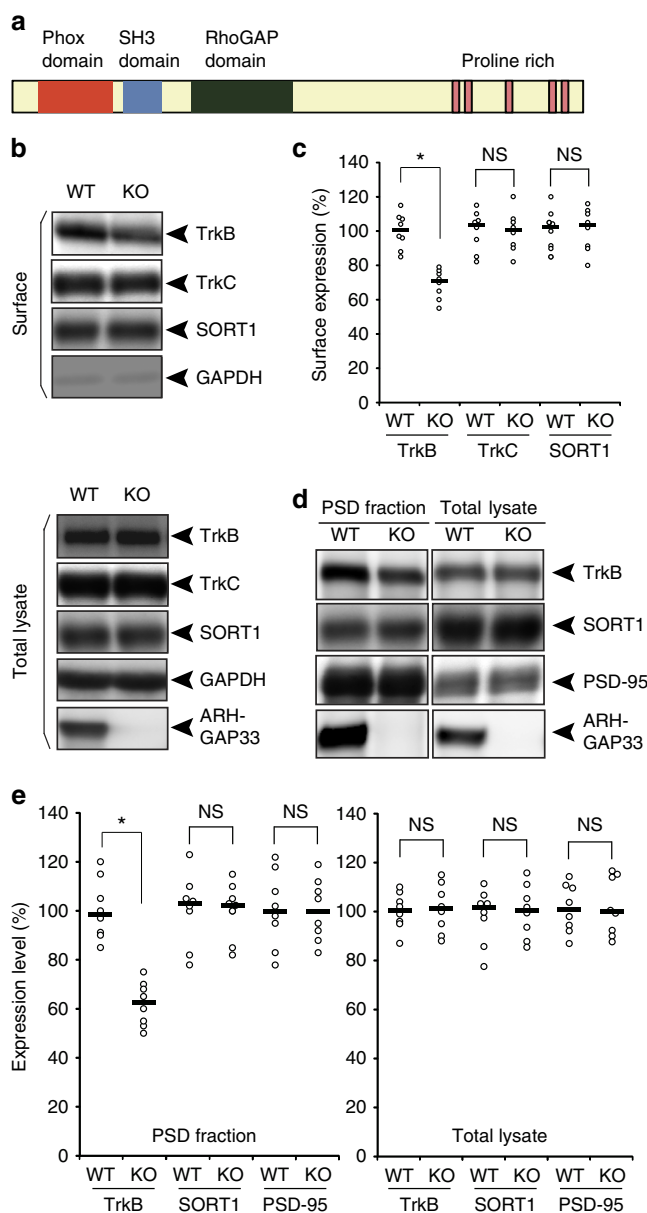 a
Phox domain
SH3 domain
RhoGAP domain
Proline rich
b
WT KO
Surface
TrkB
TrkC
SORT1
GAPDH
WT KO
Total lysate
TrkB
TrkC
SORT1
GAPDH
ARH-
GAP33
c
Surface expression (%)
140
120
100
80
60
40
20
0
* NS NS
WT KO WT KO WT KO
TrkB TrkC SORT1
d
PSD fraction Total lysate
WT KO WT KO
TrkB
SORT1
PSD-95
ARH-
GAP33
e
Expression level (%)
140
120
100
80
60
40
20
0
* NS NS
PSD fraction
WT KO WT KO WT KO
TrkB SORT1 PSD-95
140
120
100
80
60
40
20
0
NS NS NS
Total lysate
WT KO WT KO WT KO
TrkB SORT1 PSD-95